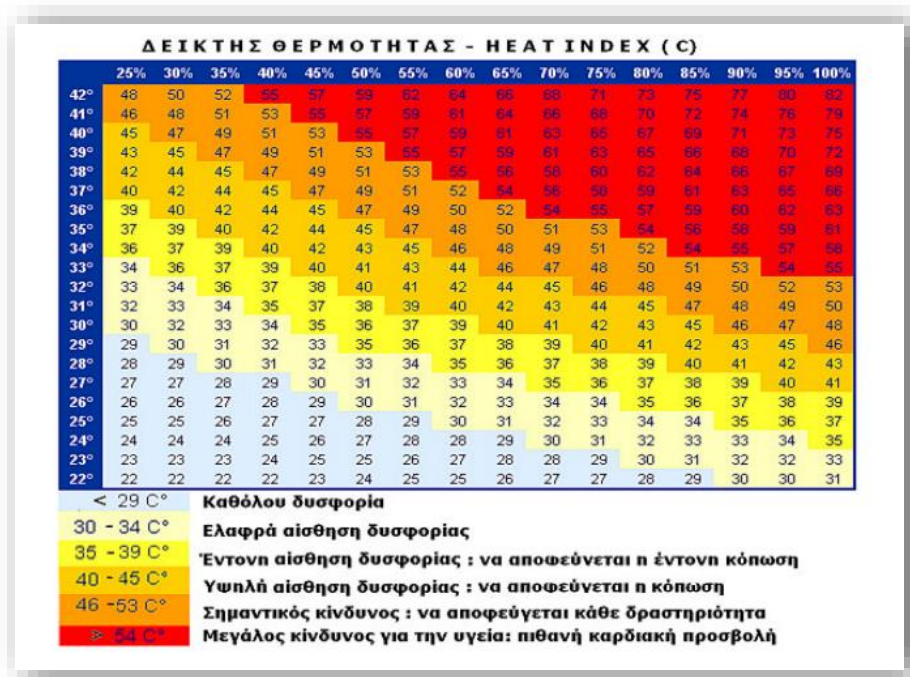 ΔΕΙΚΤΗΣ ΘΕΡΜΟΤΗΤΑΣ - HEAT INDEX (C)
25% 30% 35% 40% 45% 50% 55% 60% 65% 70% 75% 80% 85% 90% 95% 100%
42° 48 50 52 55 57 59 62 64 66 68 71 73 75 77 80 82
41° 46 48 51 53 55 57 59 61 64 66 68 70 72 74 76 79
40° 45 47 49 51 53 55 57 59 61 63 65 67 69 71 73 75
39° 43 45 47 49 51 53 55 57 59 61 63 65 66 68 70 72
38° 42 44 45 47 49 51 53 55 56 58 60 62 64 66 67 69
37° 40 42 44 45 47 49 51 52 54 56 58 59 61 63 65 66
36° 39 40 42 44 45 47 49 50 52 54 55 57 59 60 62 63
35° 37 39 40 42 44 45 47 48 50 51 53 54 56 58 59 61
34° 36 37 39 40 42 43 45 46 48 49 51 52 54 55 57 58
33° 34 36 37 39 40 41 43 44 46 47 48 50 51 53 54 55
32° 33 34 36 37 38 40 41 42 44 45 46 48 49 50 52 53
31° 32 33 34 35 37 38 39 40 42 43 44 45 47 48 49 50
30° 30 32 33 34 35 36 37 39 40 41 42 43 45 46 47 48
29° 29 30 31 32 33 35 36 37 38 39 40 41 42 43 45 46
28° 28 29 30 31 32 33 34 35 36 37 38 39 40 41 42 43
27° 27 27 28 29 30 31 32 33 34 35 36 37 38 39 40 41
26° 26 26 27 28 29 30 31 32 33 34 34 35 36 37 38 39
25° 25 25 26 27 27 28 29 30 31 32 33 34 34 35 36 37
24° 24 24 24 25 26 27 28 28 29 30 31 32 33 33 34 35
23° 23 23 23 24 25 25 26 27 28 28 29 30 31 32 32 33
22° 22 22 22 22 23 24 25 25 26 27 27 28 29 30 30 31
< 29 C° Καθόλου δυσφορία
30 - 34 C° Ελαφρά αίσθηση δυσφορίας
35 - 39 C° Έντονη αίσθηση δυσφορίας : να αποφεύνεται η έντονη κόπωση
40 - 45 C° Υψηλή αίσθηση δυσφορίας : να αποφεύνεται η κόπωση
46 -53 C° Σημαντικός κίνδυνος : να αποφεύγεται κάθε δραστηριότητα
> 54 C° Μεγάλος κίνδυνος για την υγεία: πιθανή καρδιακή προσβολή